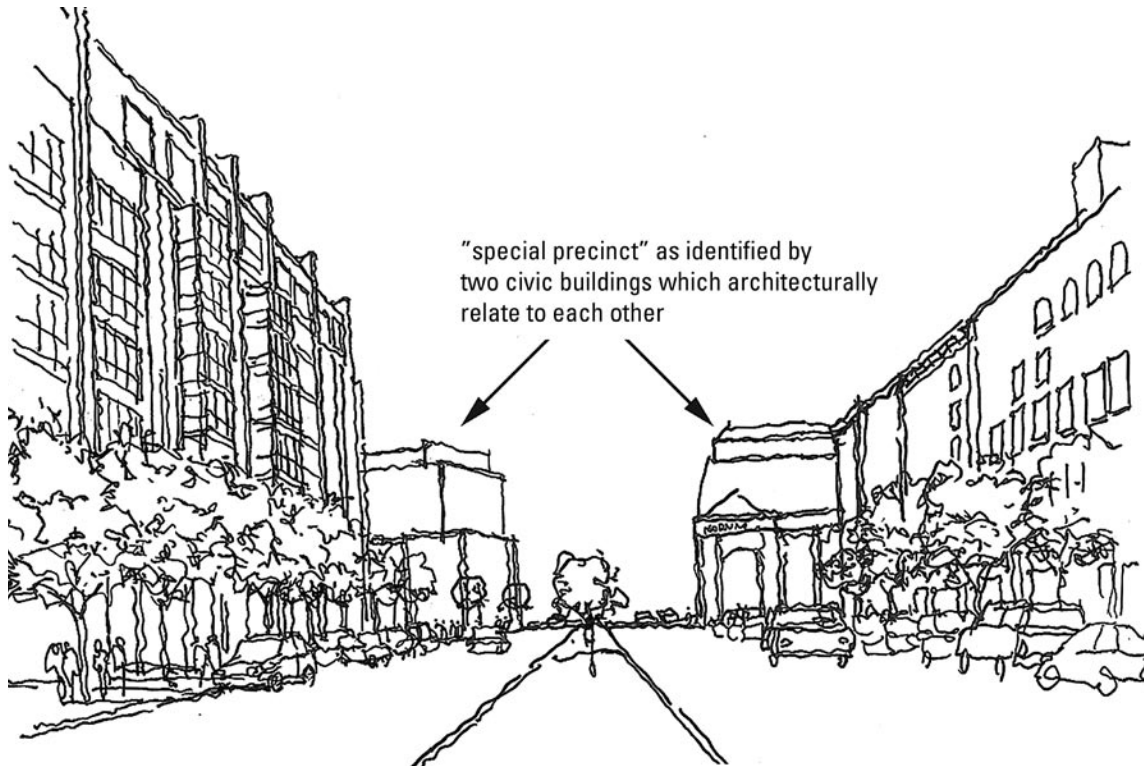 "special precinct" as identified by
two civic buildings which architecturally
relate to each other